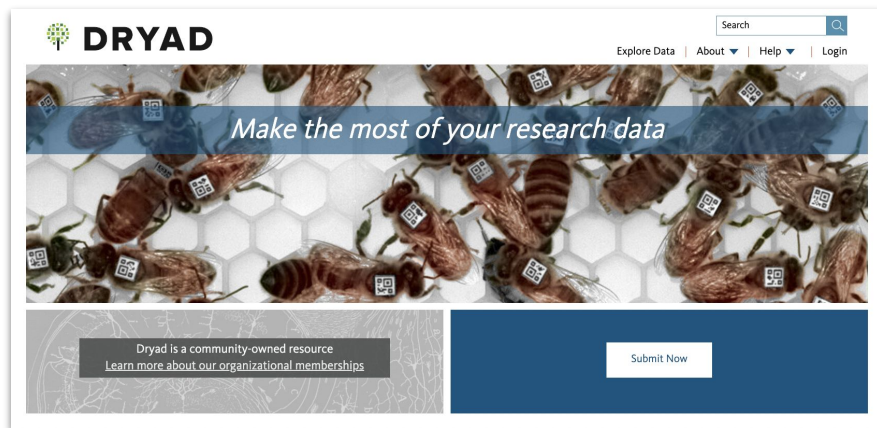 DRYAD
Search
Explore Data | About ▼ | Help ▼ | Login
Make the most of your research data
Dryad is a community-owned resource
Learn more about our organizational memberships
Submit Now